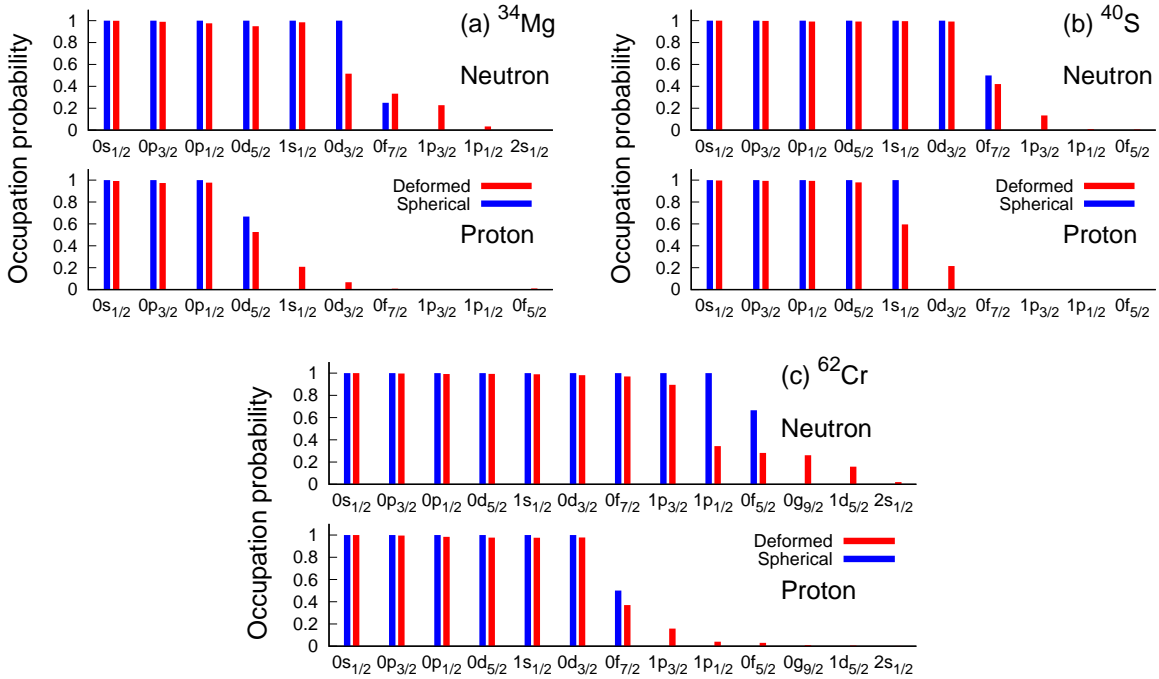 (a) ³⁴Mg
Occupation probability
1
0.8
0.6
0.4
0.2
0
Neutron
0s1/2 0p3/2 0p1/2 0d5/2 1s1/2 0d3/2 0f7/2 1p3/2 1p1/2 2s1/2
Occupation probability
1
0.8
0.6
0.4
0.2
0
Deformed
Spherical
Proton
0s1/2 0p3/2 0p1/2 0d5/2 1s1/2 0d3/2 0f7/2 1p3/2 1p1/2 0f5/2
(b) ⁴⁰S
Occupation probability
1
0.8
0.6
0.4
0.2
0
Neutron
0s1/2 0p3/2 0p1/2 0d5/2 1s1/2 0d3/2 0f7/2 1p3/2 1p1/2 0f5/2
1
0.8
0.6
0.4
0.2
0
Deformed
Spherical
Proton
0s1/2 0p3/2 0p1/2 0d5/2 1s1/2 0d3/2 0f7/2 1p3/2 1p1/2 0f5/2
(c) ⁶²Cr
Occupation probability
1
0.8
0.6
0.4
0.2
0
Neutron
0s1/2 0p3/2 0p1/2 0d5/2 1s1/2 0d3/2 0f7/2 1p3/2 1p1/2 0f5/2 0g9/2 1d5/2 2s1/2
1
0.8
0.6
0.4
0.2
0
Deformed
Spherical
Proton
0s1/2 0p3/2 0p1/2 0d5/2 1s1/2 0d3/2 0f7/2 1p3/2 1p1/2 0f5/2 0g9/2 1d5/2 2s1/2